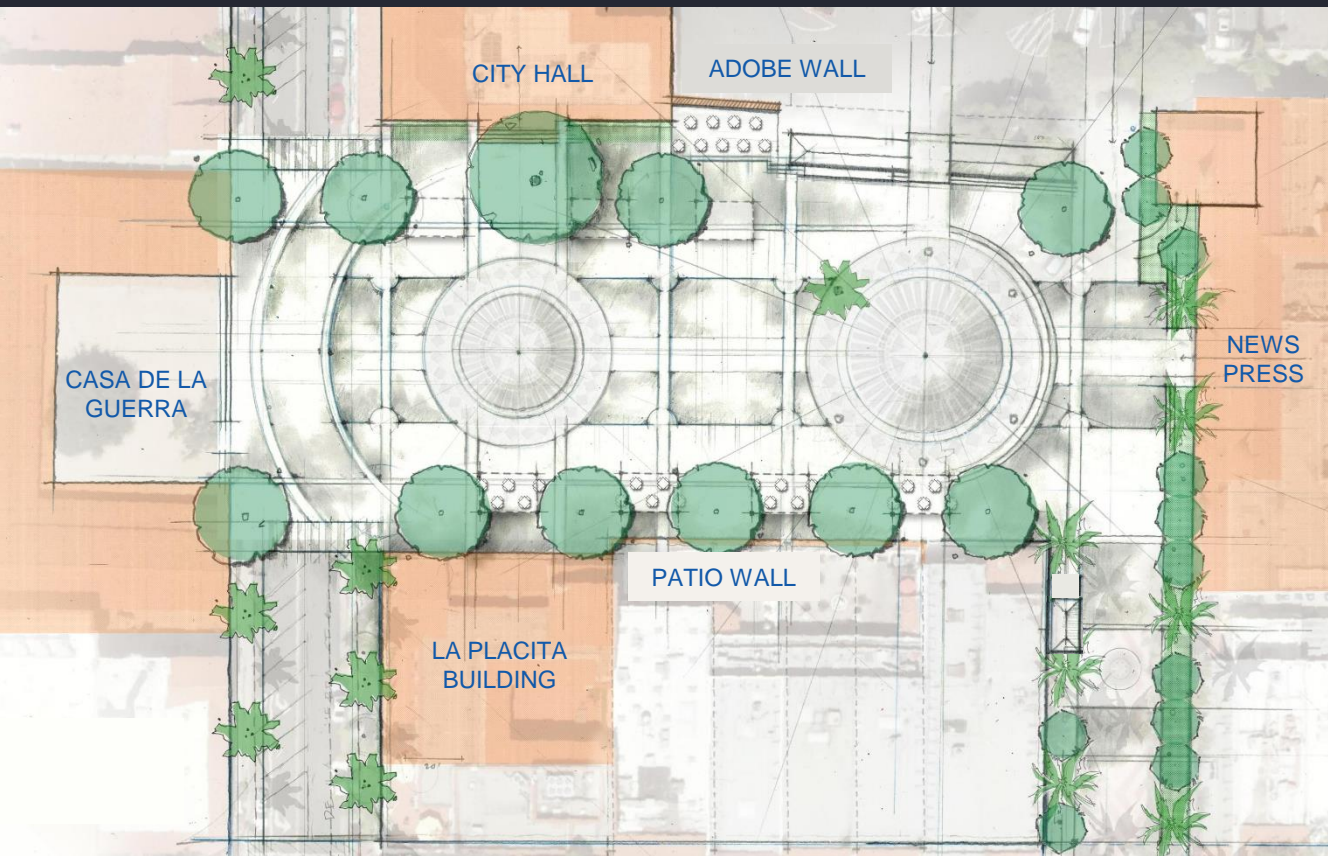 CITY HALL
ADOBE WALL
CASA DE LA
GUERRA
NEWS
PRESS
PATIO WALL
LA PLACITA
BUILDING